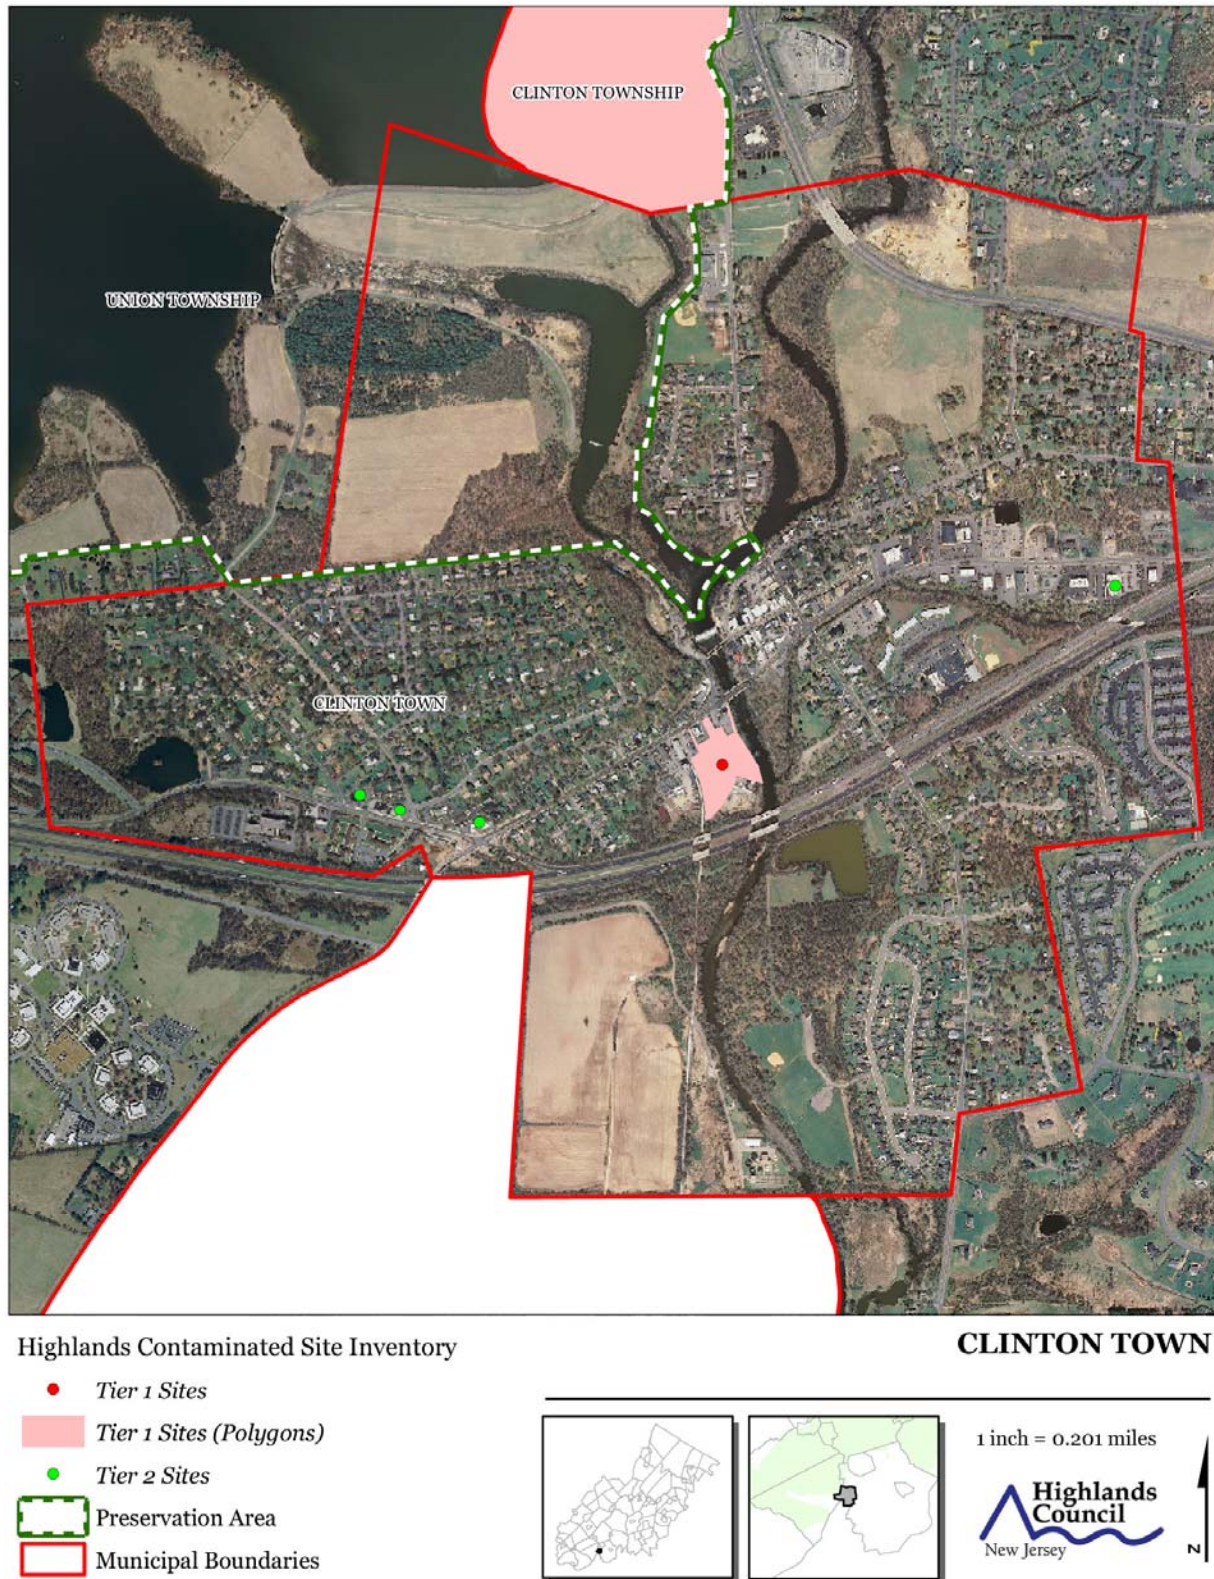 CLINTON TOWNSHIP
UNION TOWNSHIP
CLINTON TOWN
Highlands Contaminated Site Inventory
Tier 1 Sites
Tier 1 Sites (Polygons)
Tier 2 Sites
Preservation Area
Municipal Boundaries
CLINTON TOWN
1 inch = 0.201 miles
Highlands
Council
New Jersey
N